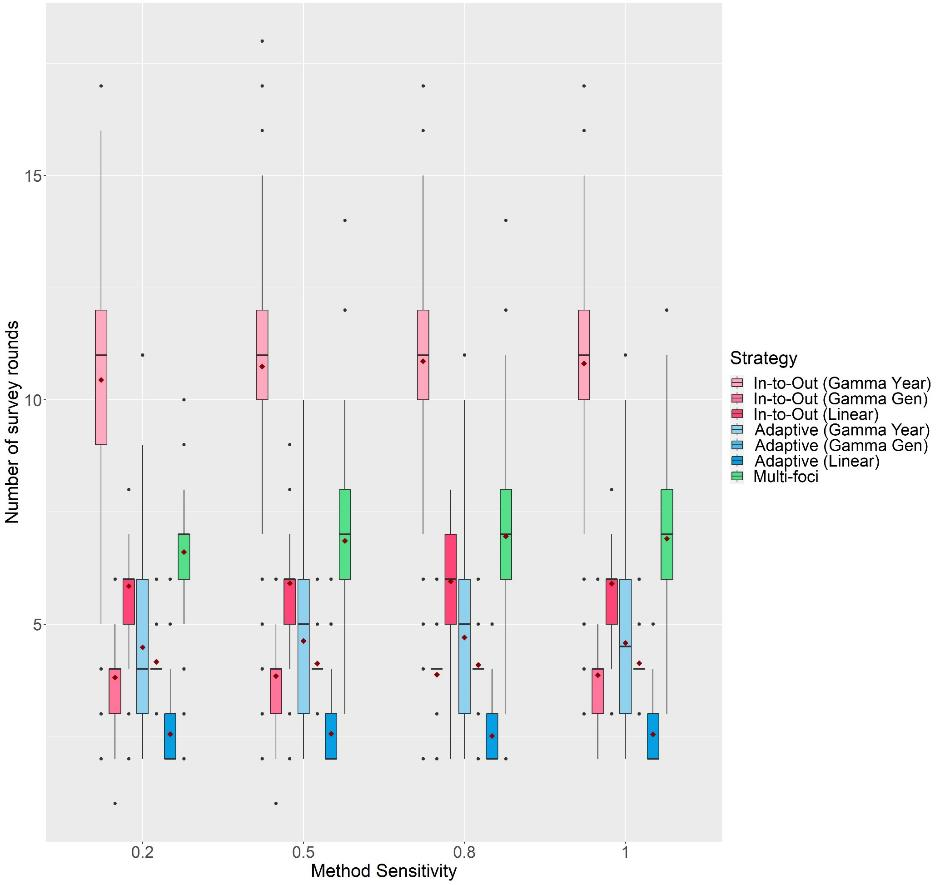 Number of survey rounds
15
10
5
0.2 0.5 0.8 1
Method Sensitivity
Strategy
In-to-Out (Gamma Year)
In-to-Out (Gamma Gen)
In-to-Out (Linear)
Adaptive (Gamma Year)
Adaptive (Gamma Gen)
Adaptive (Linear)
Multi-foci